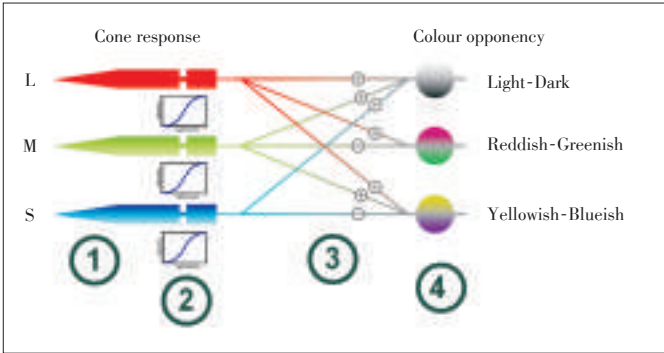 Cone response
Colour opponency
L
Light-Dark
M
Reddish-Greenish
S
Yellowish-Blueish
1
2
3
4